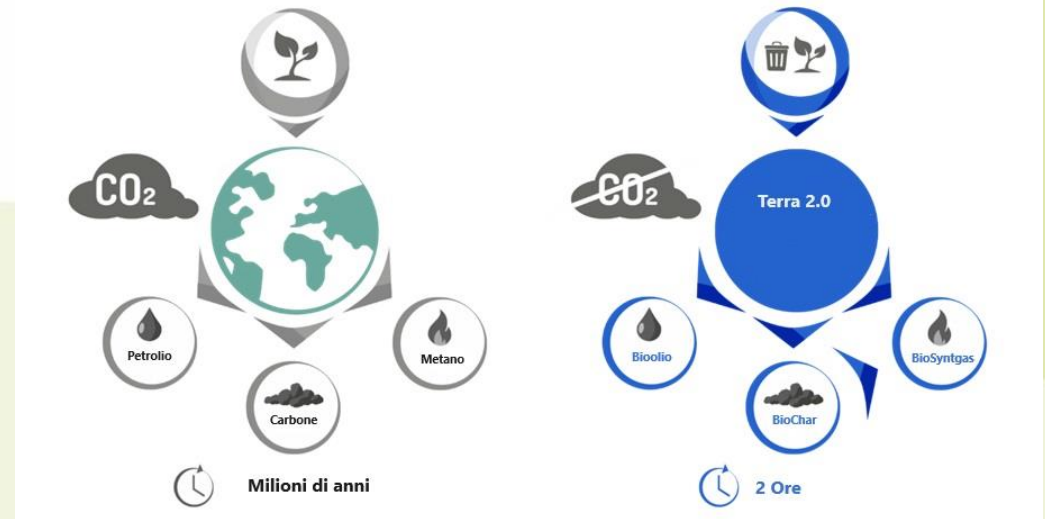 CO₂
Petrolio
Metano
Carbone
Milioni di anni
CO₂
Terra 2.0
Bioolio
BioSyntgas
BioChar
2 Ore